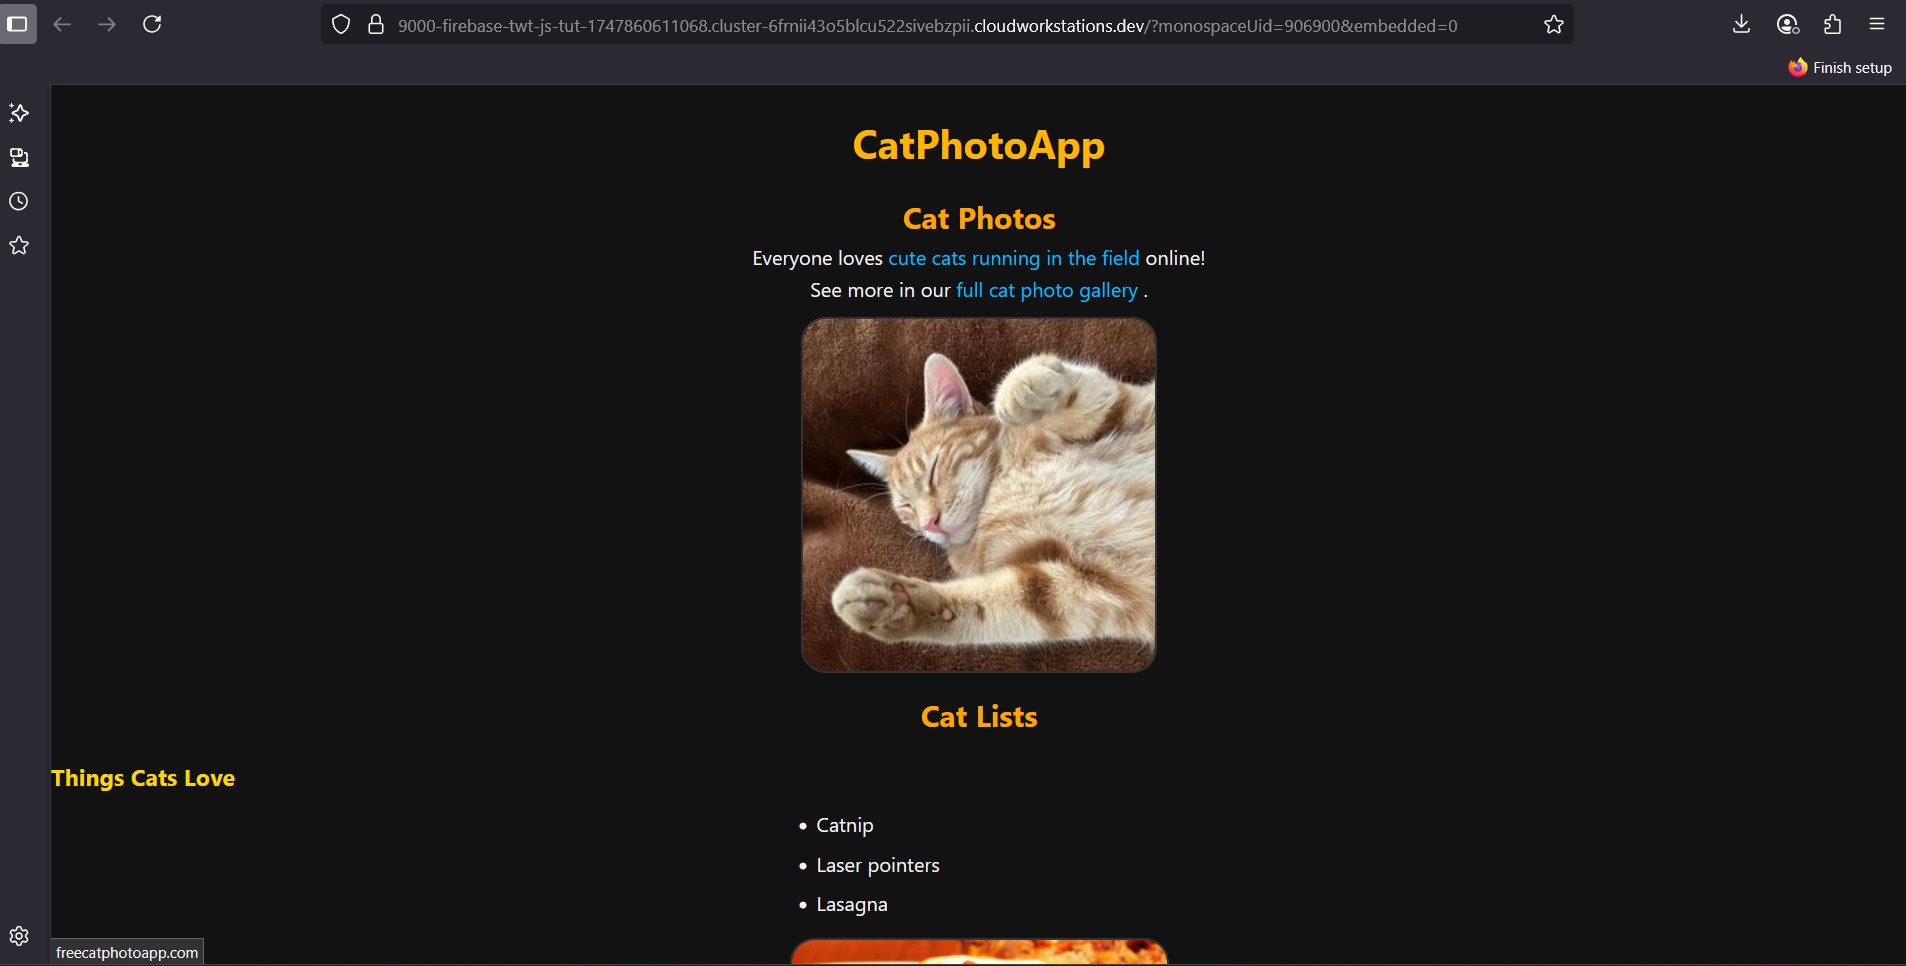 9000-firebase-twt-js-tut-1747860611068.cluster-6frnii43o5blcu522sivebzpii.cloudworkstations.dev/?monospaceUid=906900&embedded=0
Finish setup
CatPhotoApp
Cat Photos
Everyone loves cute cats running in the field online!
See more in our full cat photo gallery .
Cat Lists
Things Cats Love
• Catnip
• Laser pointers
• Lasagna
freecatphotoapp.com